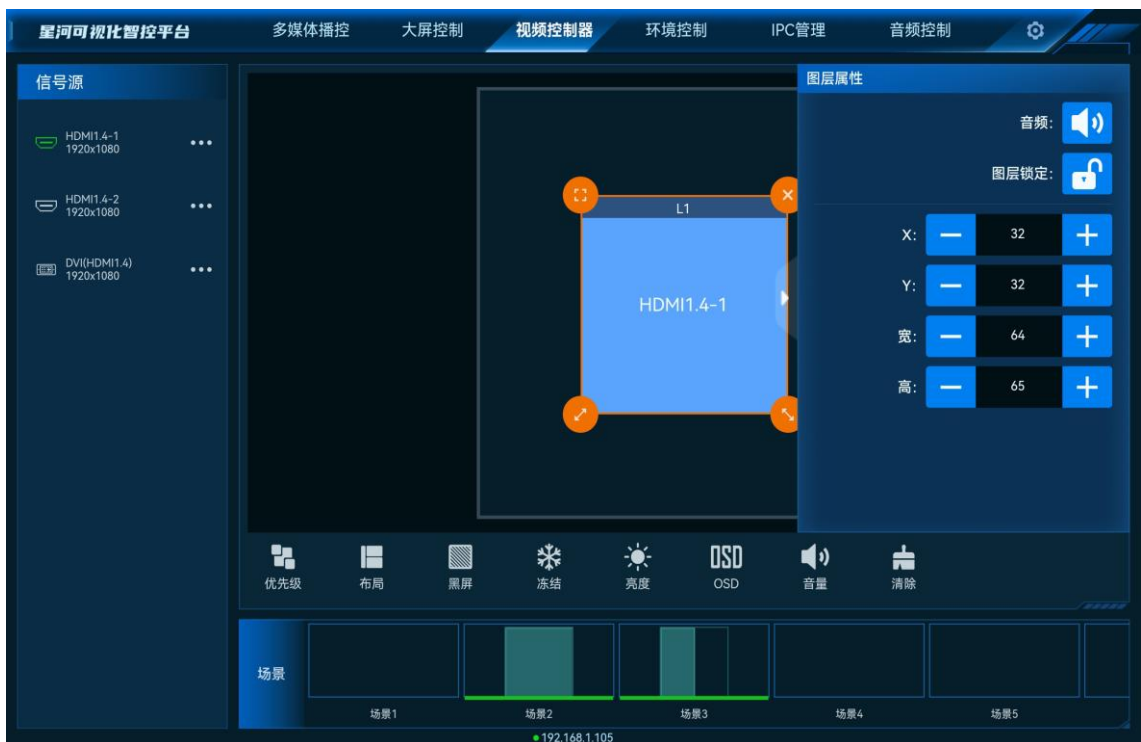 星河可视化智控平台
多媒体播控
大屏控制
视频控制器
环境控制
IPC管理
音频控制
信号源
HDMI1.4-1
1920x1080
HDMI1.4-2
1920x1080
DVI(HDMI1.4)
1920x1080
L1
HDMI1.4-1
图层属性
音频:
图层锁定:
X:
32
Y:
32
宽:
64
高:
65
优先级
布局
黑屏
冻结
亮度
OSD
OSD
音量
清除
场景
场景1
场景2
场景3
场景4
场景5
192.168.1.105